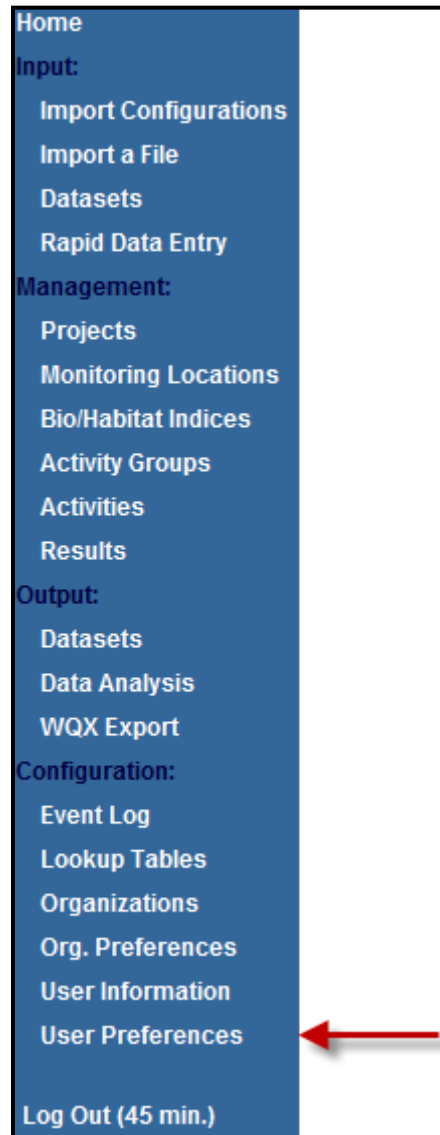 Home
Input:
Import Configurations
Import a File
Datasets
Rapid Data Entry
Management:
Projects
Monitoring Locations
Bio/Habitat Indices
Activity Groups
Activities
Results
Output:
Datasets
Data Analysis
WQX Export
Configuration:
Event Log
Lookup Tables
Organizations
Org. Preferences
User Information
User Preferences
Log Out (45 min.)